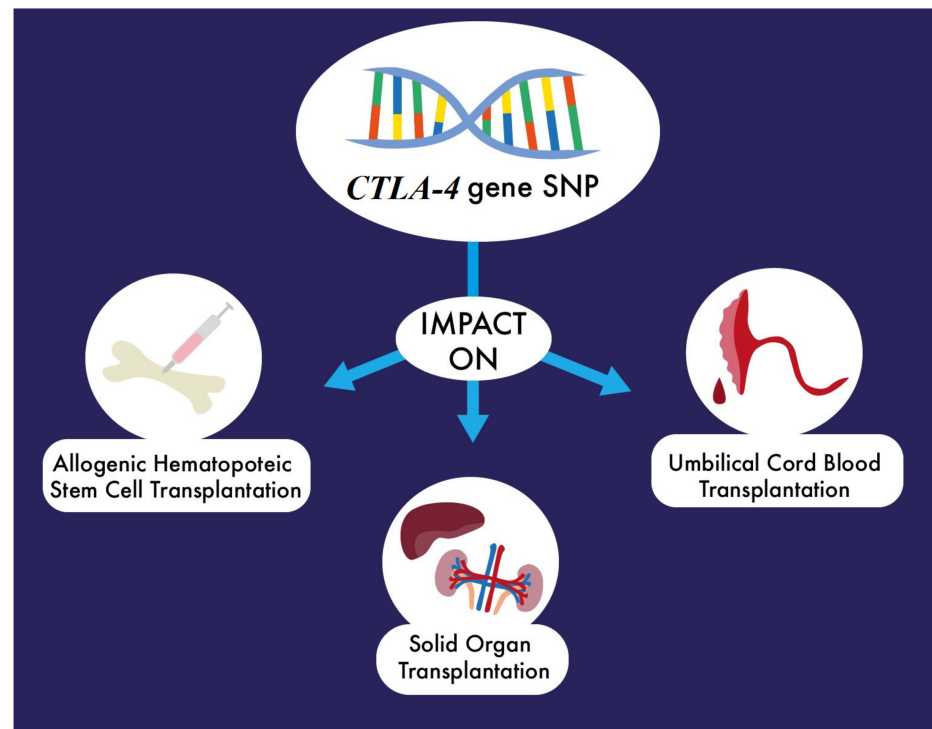 CTLA-4 gene SNP
IMPACT
ON
Allogenic Hematopoteic
Stem Cell Transplantation
Umbilical Cord Blood
Transplantation
Solid Organ
Transplantation